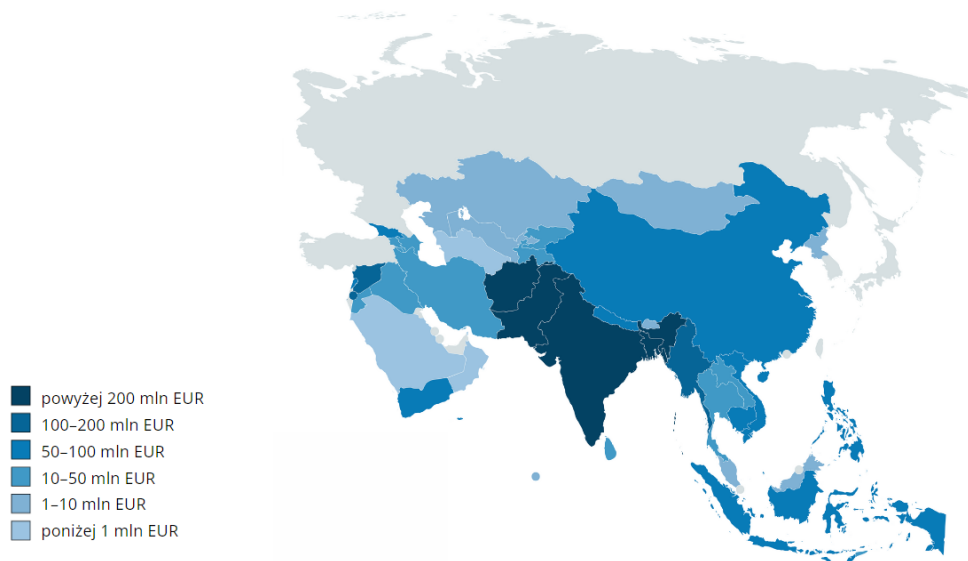 powyżej 200 mln EUR
100–200 mln EUR
50–100 mln EUR
10–50 mln EUR
1–10 mln EUR
poniżej 1 mln EUR